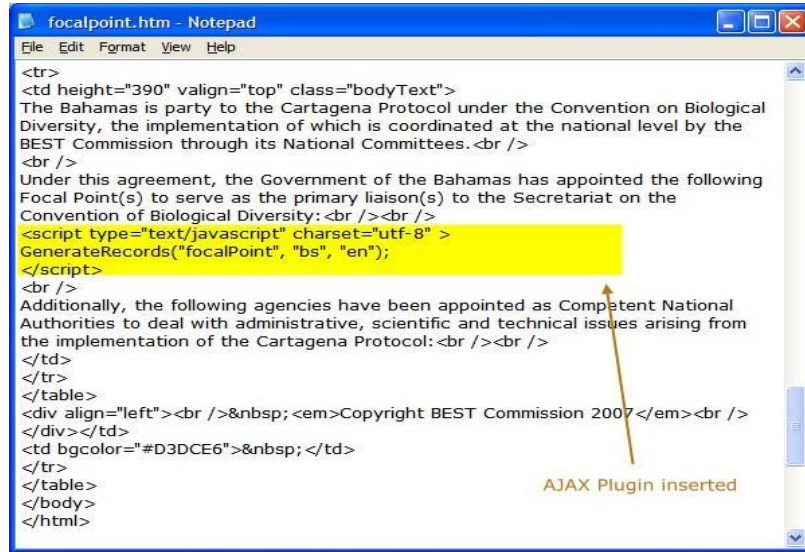 focalpoint.htm - Notepad
File Edit Format View Help
<tr>
<td height="390" valign="top" class="bodyText">
The Bahamas is party to the Cartagena Protocol under the Convention on Biological
Diversity, the implementation of which is coordinated at the national level by the
BEST Commission through its National Committees.<br />
<br />
Under this agreement, the Government of the Bahamas has appointed the following
Focal Point(s) to serve as the primary liaison(s) to the Secretariat on the
Convention of Biological Diversity:<br /><br />
<script type="text/javascript" charset="utf-8" >
GenerateRecords("focalPoint", "bs", "en");
</script>
<br />
Additionally, the following agencies have been appointed as Competent National
Authorities to deal with administrative, scientific and technical issues arising from
the implementation of the Cartagena Protocol:<br /><br />
</td>
</tr>
</table>
<div align="left"><br />&nbsp;<em>Copyright BEST Commission 2007</em><br />
</div></td>
<td bgcolor="#D3DCE6">&nbsp;</td>
</tr>
</table>
AJAX Plugin inserted
</body>
</html>